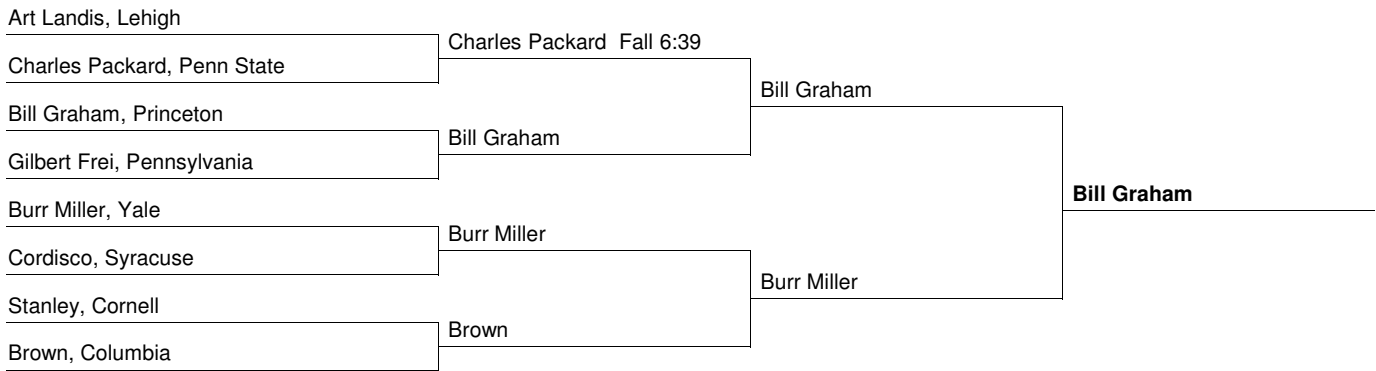 Art Landis, Lehigh
Charles Packard, Penn State
Bill Graham, Princeton
Gilbert Frei, Pennsylvania
Burr Miller, Yale
Cordisco, Syracuse
Stanley, Cornell
Brown, Columbia
Charles Packard  Fall 6:39
Bill Graham
Burr Miller
Brown
Bill Graham
Burr Miller
Bill Graham